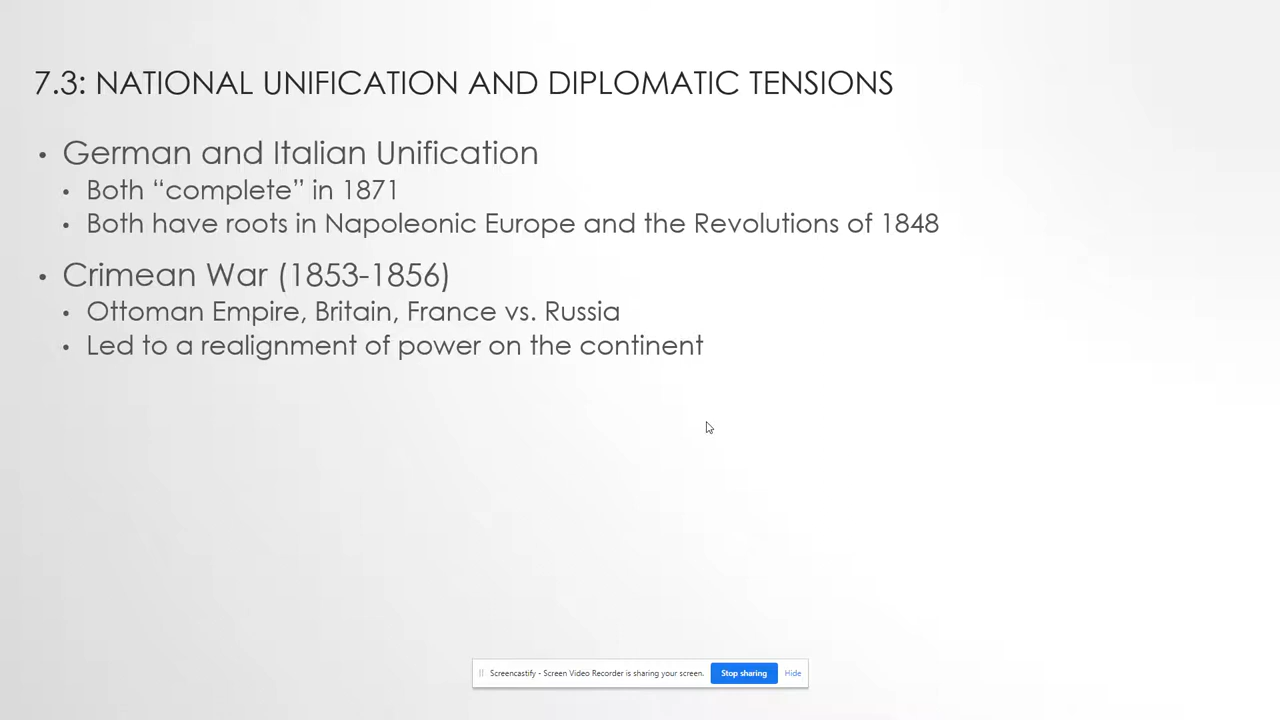 7.3: NATIONAL UNIFICATION AND DIPLOMATIC TENSIONS
• German and Italian Unification
• Both “complete” in 1871
• Both have roots in Napoleonic Europe and the Revolutions of 1848
• Crimean War (1853-1856)
• Ottoman Empire, Britain, France vs. Russia
• Led to a realignment of power on the continent
Screencastify - Screen Video Recorder is sharing your screen. Stop sharing Hide